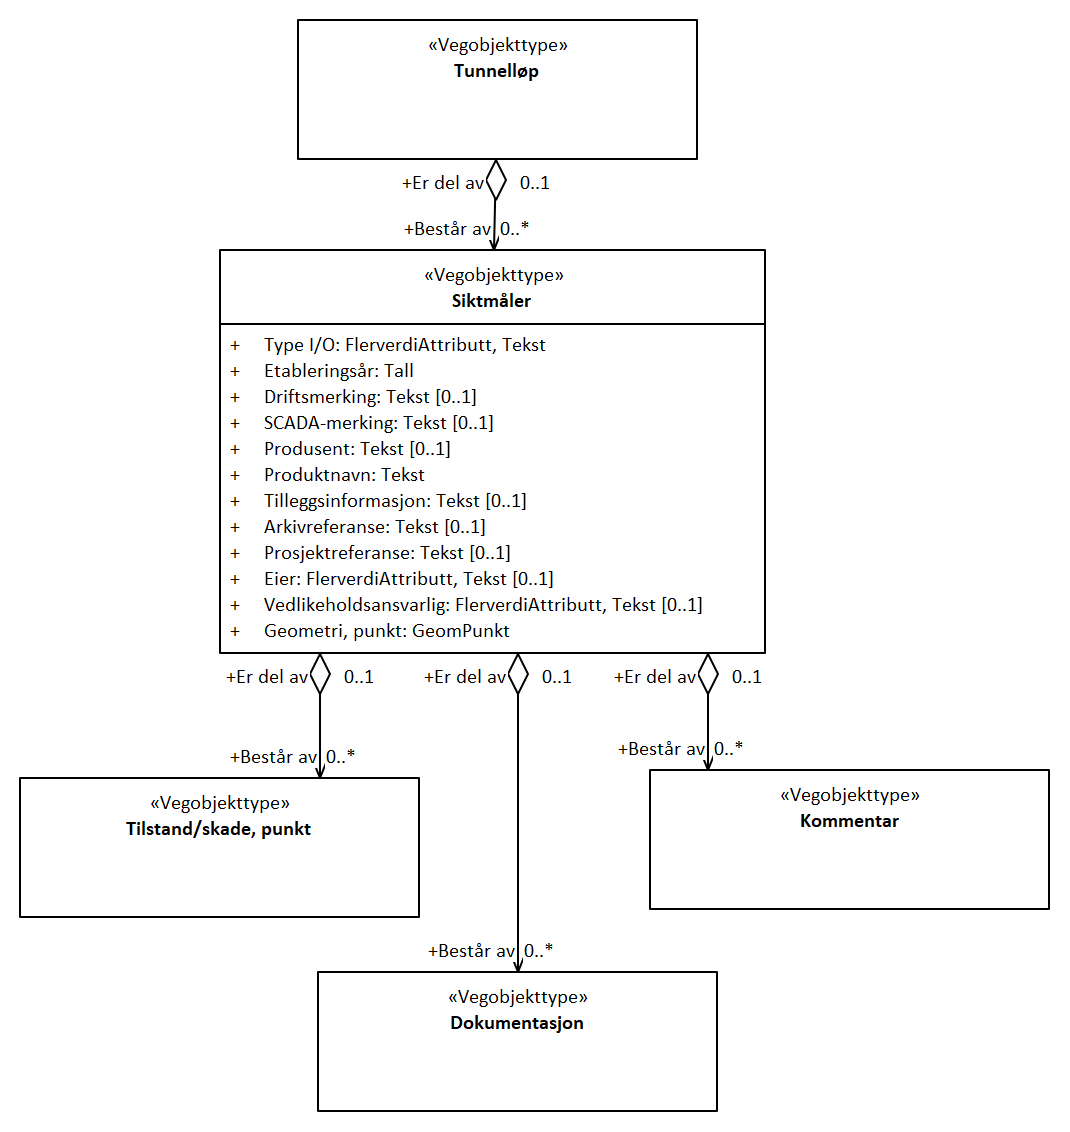 «Vegobjekttype»
Tunnelløp
+Er del av 0..1
+Består av 0..*
«Vegobjekttype»
Siktmåler
+ Type I/O: FlerverdiAttributt, Tekst
+ Etableringsår: Tall
+ Driftsmerking: Tekst [0..1]
+ SCADA-merking: Tekst [0..1]
+ Produsent: Tekst [0..1]
+ Produktnavn: Tekst
+ Tilleggsinformasjon: Tekst [0..1]
+ Arkivreferanse: Tekst [0..1]
+ Prosjektreferanse: Tekst [0..1]
+ Eier: FlerverdiAttributt, Tekst [0..1]
+ Vedlikeholdsansvarlig: FlerverdiAttributt, Tekst [0..1]
+ Geometri, punkt: GeomPunkt
+Er del av 0..1 +Er del av 0..1 +Er del av 0..1
+Består av 0..*
+Består av 0..*
«Vegobjekttype»
Kommentar
«Vegobjekttype»
Tilstand/skade, punkt
+Består av 0..*
«Vegobjekttype»
Dokumentasjon